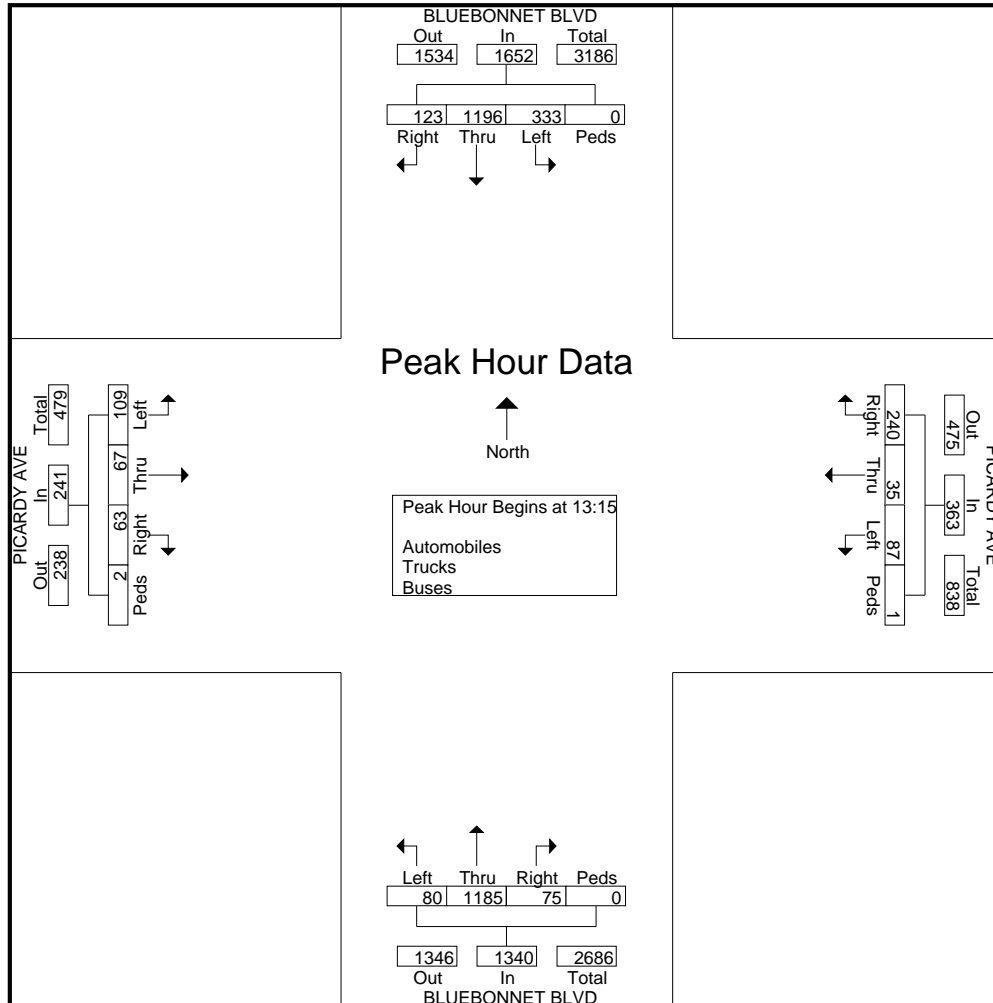 BLUEBONNET BLVD
Out In Total
1534 1652 3186
123 1196 333 0
Right Thru Left Peds
Peak Hour Data
North
Peak Hour Begins at 13:15
Automobiles
Trucks
Buses
PICARDY AVE
Total In Out
479 241 238
109 67 63 2
Left Thru Right Peds
PICARDY AVE
Out In Total
475 363 838
240 35 87 1
Right Thru Left Peds
Left Thru Right Peds
80 1185 75 0
1346 1340 2686
Out In Total
BLUEBONNET BLVD